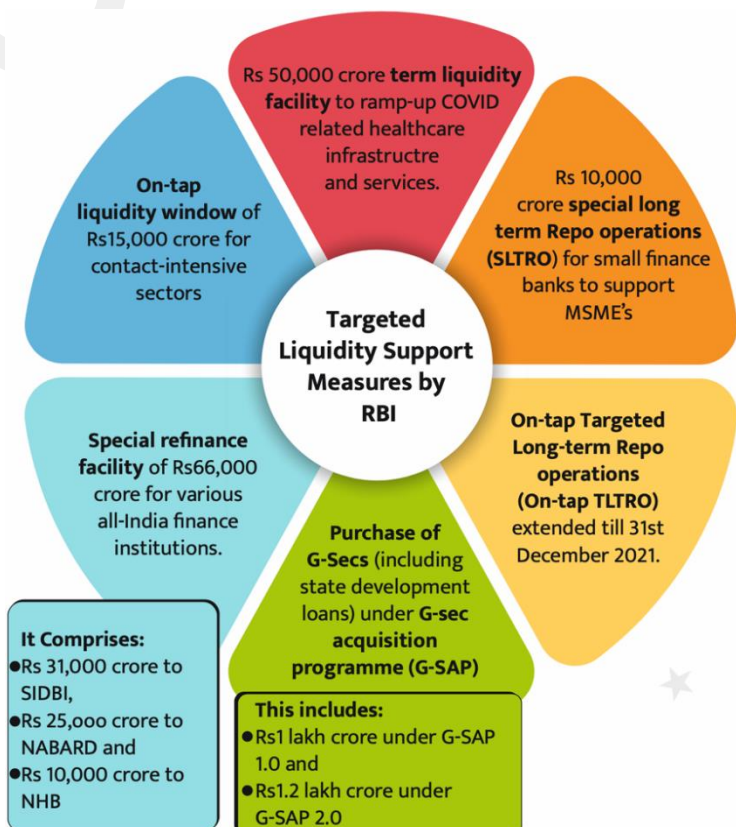 Rs 50,000 crore term liquidity
facility to ramp-up COVID
related healthcare
infrastructre
and services.
Rs 10,000
crore special long
term Repo operations
(SLTRO) for small finance
banks to support
MSME's
On-tap Targeted
Long-term Repo
operations
(On-tap TLTRO)
extended till 31st
December 2021.
Purchase of
G-Secs (including
state development
loans) under G-sec
acquisition
programme (G-SAP)
This includes:
●Rs1 lakh crore under G-SAP
1.0 and
●Rs1.2 lakh crore under
G-SAP 2.0
Special refinance
facility of Rs66,000
crore for various
all-India finance
institutions.
It Comprises:
●Rs 31,000 crore to
SIDBI,
●Rs 25,000 crore to
NABARD and
●Rs 10,000 crore to
NHB
On-tap
liquidity window of
Rs15,000 crore for
contact-intensive
sectors
Targeted
Liquidity Support
Measures by
RBI